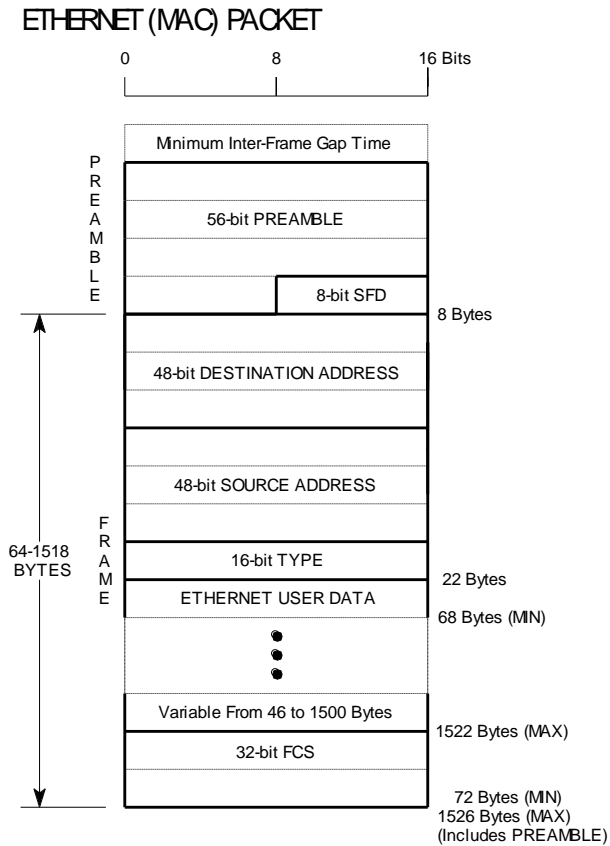 ETHERNET (MAC) PACKET
0 8 16 Bits
Minimum Inter-Frame Gap Time
PREAMBLE
56-bit PREAMBLE
8-bit SFD
8 Bytes
48-bit DESTINATION ADDRESS
48-bit SOURCE ADDRESS
FRAME
64-1518
BYTES
16-bit TYPE
22 Bytes
ETHERNET USER DATA
68 Bytes (MIN)
Variable From 46 to 1500 Bytes
1522 Bytes (MAX)
32-bit FCS
72 Bytes (MIN)
1526 Bytes (MAX)
(Includes PREAMBLE)